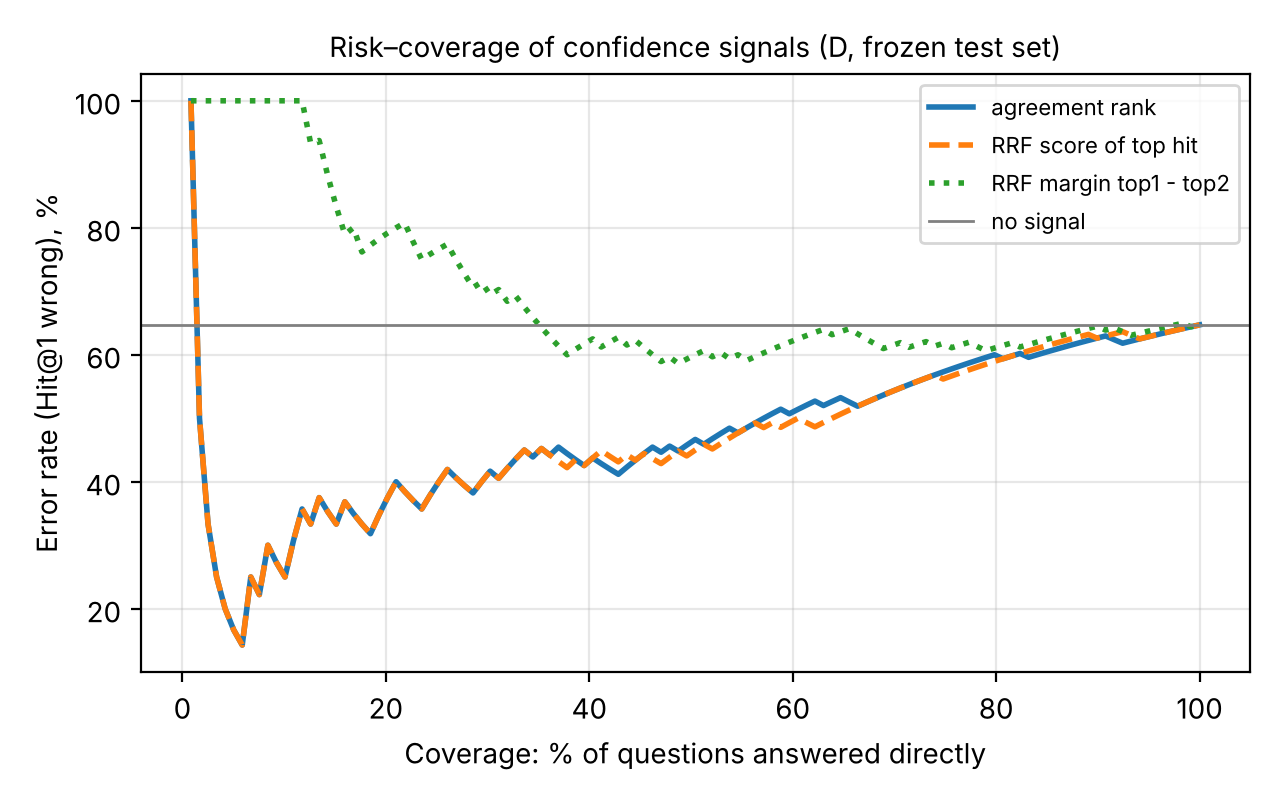 Risk–coverage of confidence signals (D, frozen test set)
agreement rank
RRF score of top hit
RRF margin top1 - top2
no signal
Error rate (Hit@1 wrong), %
100
80
60
40
20
0
20
40
60
80
100
Coverage: % of questions answered directly